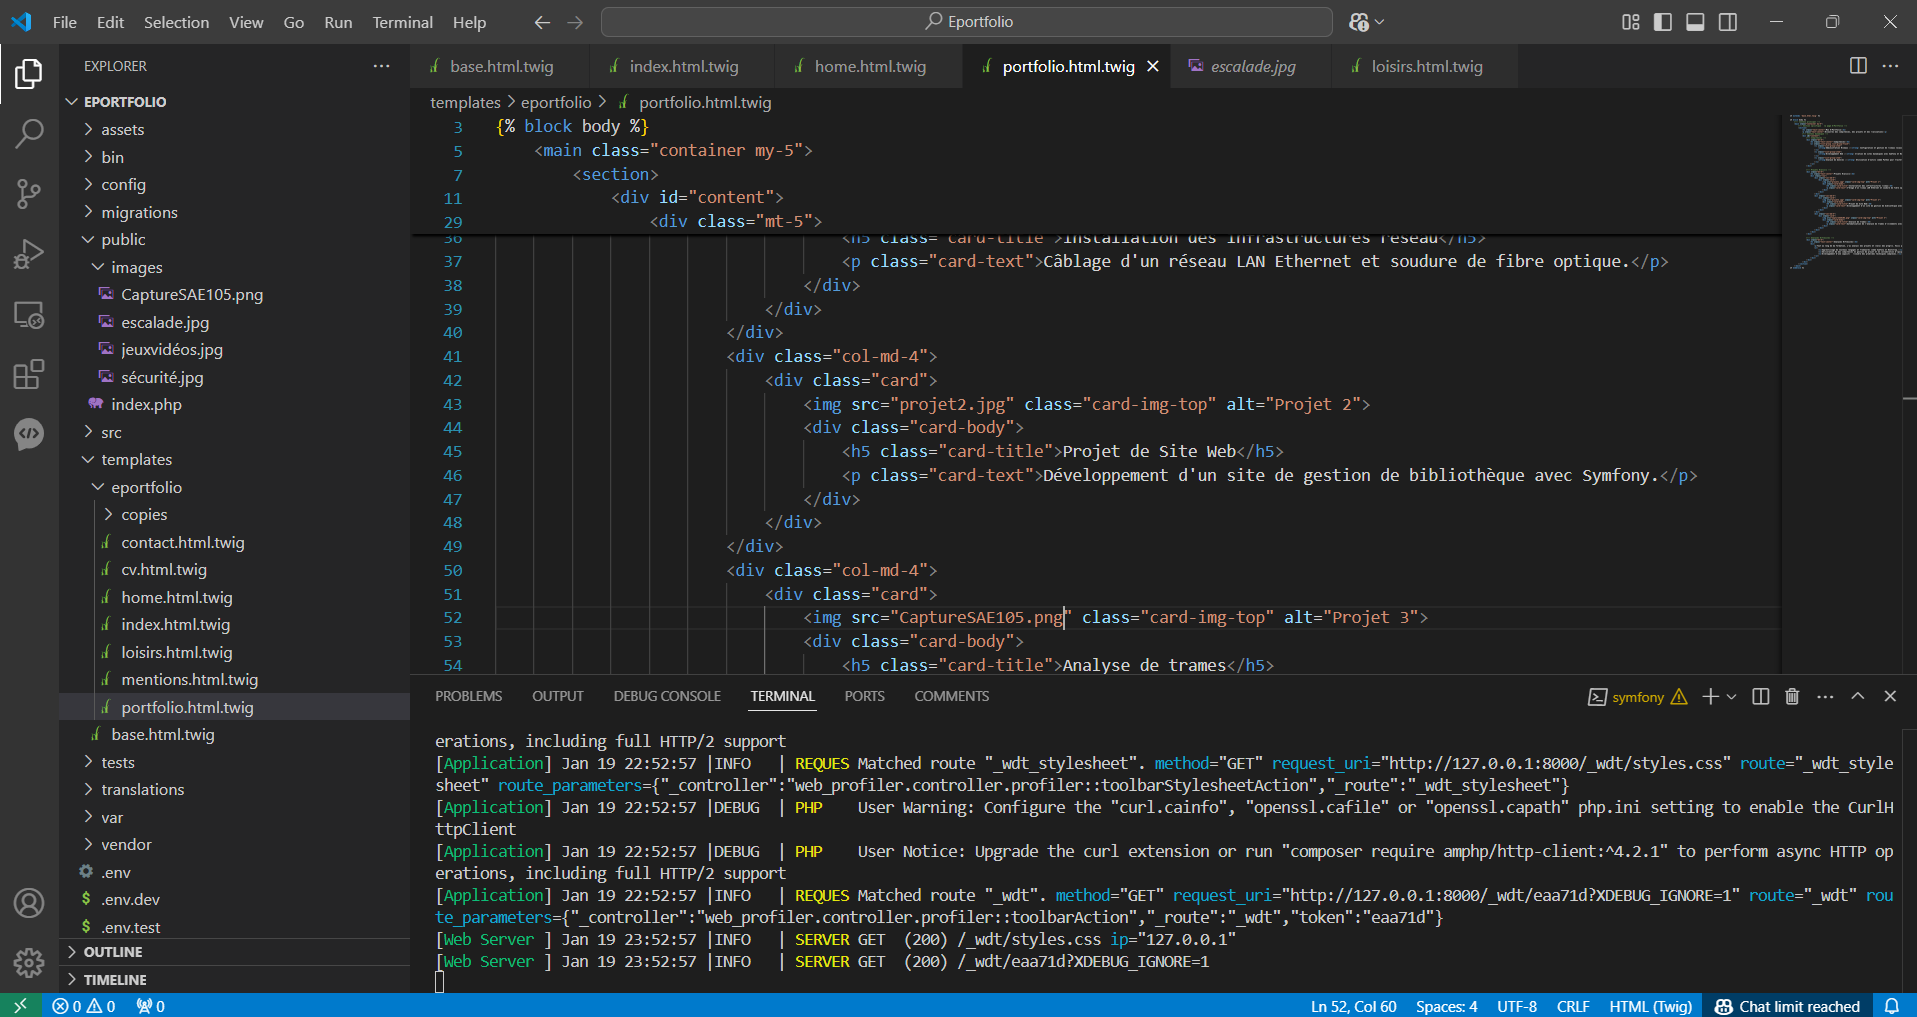 File Edit Selection View Go Run Terminal Help
Eportfolio
EXPLORER
EPORTFOLIO
assets
bin
config
migrations
public
images
CaptureSAE105.png
escalade.jpg
jeuxvidéos.jpg
sécurité.jpg
index.php
src
templates
eportfolio
copies
contact.html.twig
cv.html.twig
home.html.twig
index.html.twig
loisirs.html.twig
mentions.html.twig
portfolio.html.twig
base.html.twig
tests
translations
var
vendor
.env
.env.dev
.env.test
OUTLINE
TIMELINE
base.html.twig index.html.twig home.html.twig portfolio.html.twig escalade.jpg loisirs.html.twig
templates > eportfolio > portfolio.html.twig
3 {% block body %}
5 <main class="container my-5">
7 <section>
11 <div id="content">
29 <div class="mt-5">
36 <h5 class="card-title">Installation des infrastructures réseau</h5>
37 <p class="card-text">Câblage d'un réseau LAN Ethernet et soudure de fibre optique.</p>
38 </div>
39 </div>
40 </div>
41 <div class="col-md-4">
42 <div class="card">
43 <img src="projet2.jpg" class="card-img-top" alt="Projet 2">
44 <div class="card-body">
45 <h5 class="card-title">Projet de Site Web</h5>
46 <p class="card-text">Développement d'un site de gestion de bibliothèque avec Symfony.</p>
47 </div>
48 </div>
49 </div>
50 <div class="col-md-4">
51 <div class="card">
52 <img src="CaptureSAE105.png" class="card-img-top" alt="Projet 3">
53 <div class="card-body">
54 <h5 class="card-title">Analyse de trames</h5>
PROBLEMS OUTPUT DEBUG CONSOLE TERMINAL PORTS COMMENTS
symfony
erations, including full HTTP/2 support
[Application] Jan 19 22:52:57 |INFO   | REQUES Matched route "_wdt_stylesheet". method="GET" request_uri="http://127.0.0.1:8000/_wdt/styles.css" route="_wdt_style
sheet" route_parameters={"_controller":"web_profiler.controller.profiler::toolbarStylesheetAction","_route":"_wdt_stylesheet"}
[Application] Jan 19 22:52:57 |DEBUG  | PHP    User Warning: Configure the "curl.cainfo", "openssl.cafile" or "openssl.capath" php.ini setting to enable the CurlH
ttpClient
[Application] Jan 19 22:52:57 |DEBUG  | PHP    User Notice: Upgrade the curl extension or run "composer require amphp/http-client:^4.2.1" to perform async HTTP op
erations, including full HTTP/2 support
[Application] Jan 19 22:52:57 |INFO   | REQUES Matched route "_wdt". method="GET" request_uri="http://127.0.0.1:8000/_wdt/eaa71d?XDEBUG_IGNORE=1" route="_wdt" rou
te_parameters={"_controller":"web_profiler.controller.profiler::toolbarAction","_route":"_wdt","token":"eaa71d"}
[Web Server ] Jan 19 23:52:57 |INFO   | SERVER GET  (200) /_wdt/styles.css ip="127.0.0.1"
[Web Server ] Jan 19 23:52:57 |INFO   | SERVER GET  (200) /_wdt/eaa71d?XDEBUG_IGNORE=1
0 0 0
Ln 52, Col 60 Spaces: 4 UTF-8 CRLF HTML (Twig) Chat limit reached